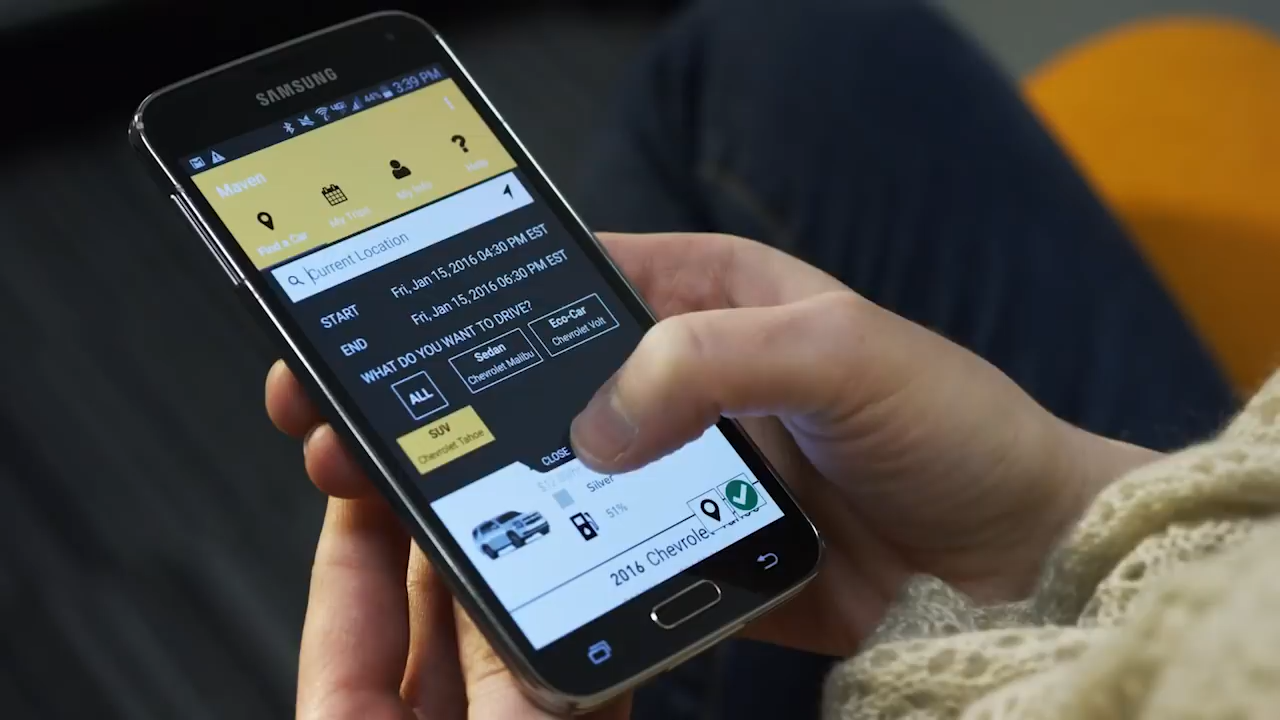 SAMSUNG
44% 3:39 PM
Maven
Find a Car My Trips My Info Help
Current Location
START Fri, Jan 15, 2016 04:30 PM EST
END Fri, Jan 15, 2016 06:30 PM EST
WHAT DO YOU WANT TO DRIVE?
ALL
Sedan
Chevrolet Malibu
Eco-Car
Chevrolet Volt
SUV
Chevrolet Tahoe
CLOSE
Silver
51%
2016 Chevrolet